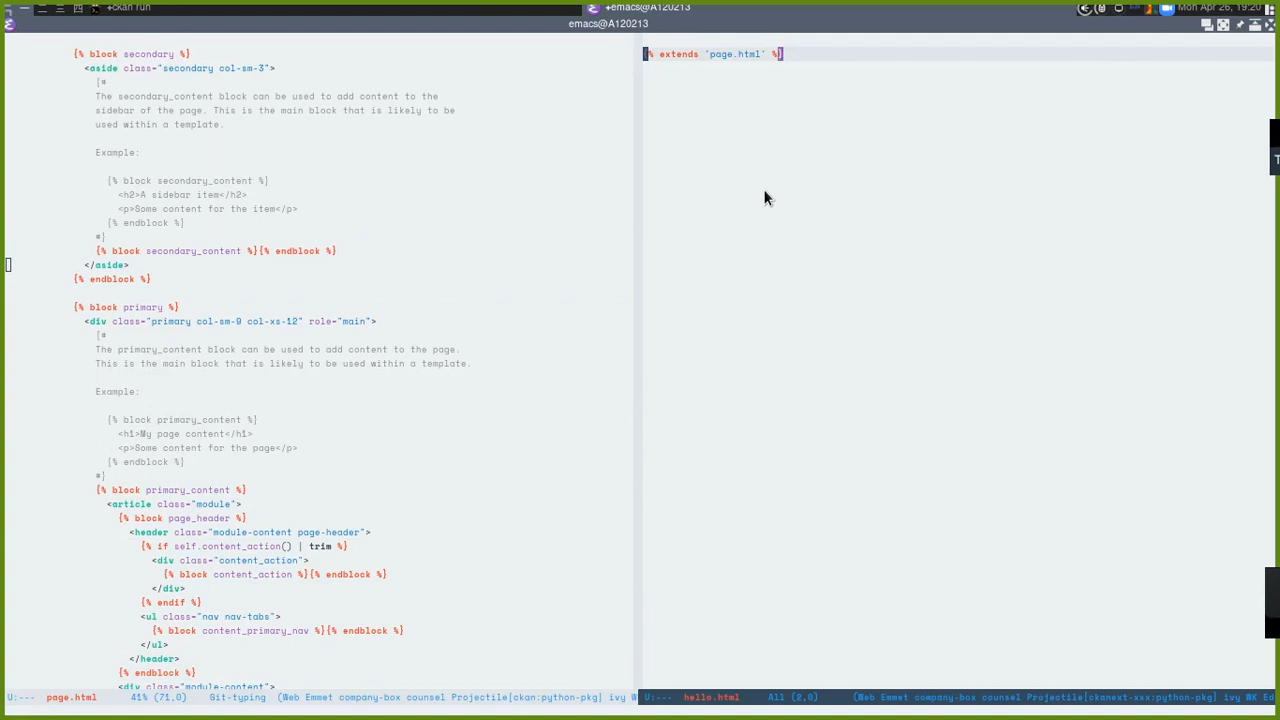 一 二 三 四 +ckan run
+emacs@A120213
Mon Apr 26, 19:20
emacs@A120213
{% block secondary %}
<aside class="secondary col-sm-3">
{#
The secondary_content block can be used to add content to the
sidebar of the page. This is the main block that is likely to be
used within a template.
Example:
{% block secondary_content %}
<h2>A sidebar item</h2>
<p>Some content for the item</p>
{% endblock %}
#}
{% block secondary_content %}{% endblock %}
</aside>
{% endblock %}
{% block primary %}
<div class="primary col-sm-9 col-xs-12" role="main">
{#
The primary_content block can be used to add content to the page.
This is the main block that is likely to be used within a template.
Example:
{% block primary_content %}
<h1>My page content</h1>
<p>Some content for the page</p>
{% endblock %}
#}
{% block primary_content %}
<article class="module">
{% block page_header %}
<header class="module-content page-header">
{% if self.content_action() | trim %}
<div class="content_action">
{% block content_action %}{% endblock %}
</div>
{% endif %}
<ul class="nav nav-tabs">
{% block content_primary_nav %}{% endblock %}
</ul>
</header>
{% endblock %}
<div class="module-content">
U:--- page.html 41% (71,0) Git-typing (Web Emmet company-box counsel Projectile[ckan:python-pkg] ivy W
{% extends 'page.html' %}
U:--- hello.html All (2,0) (Web Emmet company-box counsel Projectile[ckanext-xxx:python-pkg] ivy WK Ed